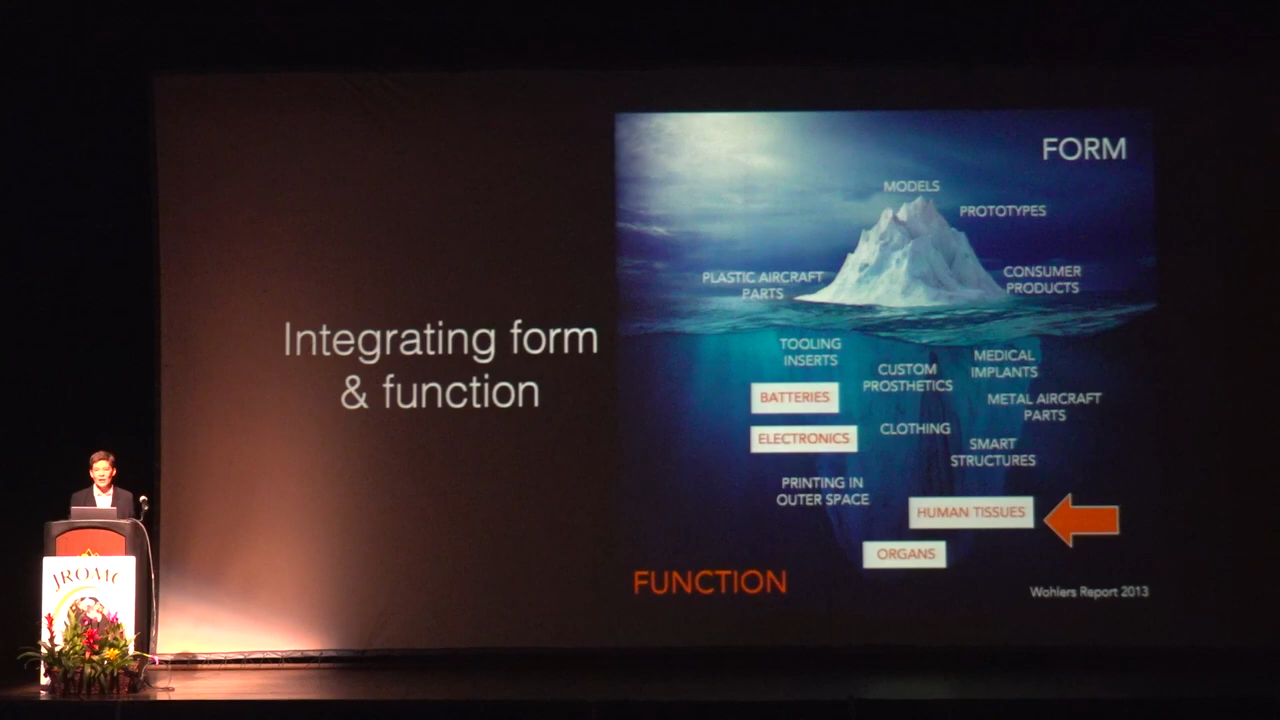 Integrating form
& function
FORM
MODELS
PROTOTYPES
PLASTIC AIRCRAFT
PARTS
CONSUMER
PRODUCTS
TOOLING
INSERTS
CUSTOM
PROSTHETICS
MEDICAL
IMPLANTS
BATTERIES
METAL AIRCRAFT
PARTS
ELECTRONICS
CLOTHING
SMART
STRUCTURES
PRINTING IN
OUTER SPACE
HUMAN TISSUES
ORGANS
FUNCTION
Wohlers Report 2013